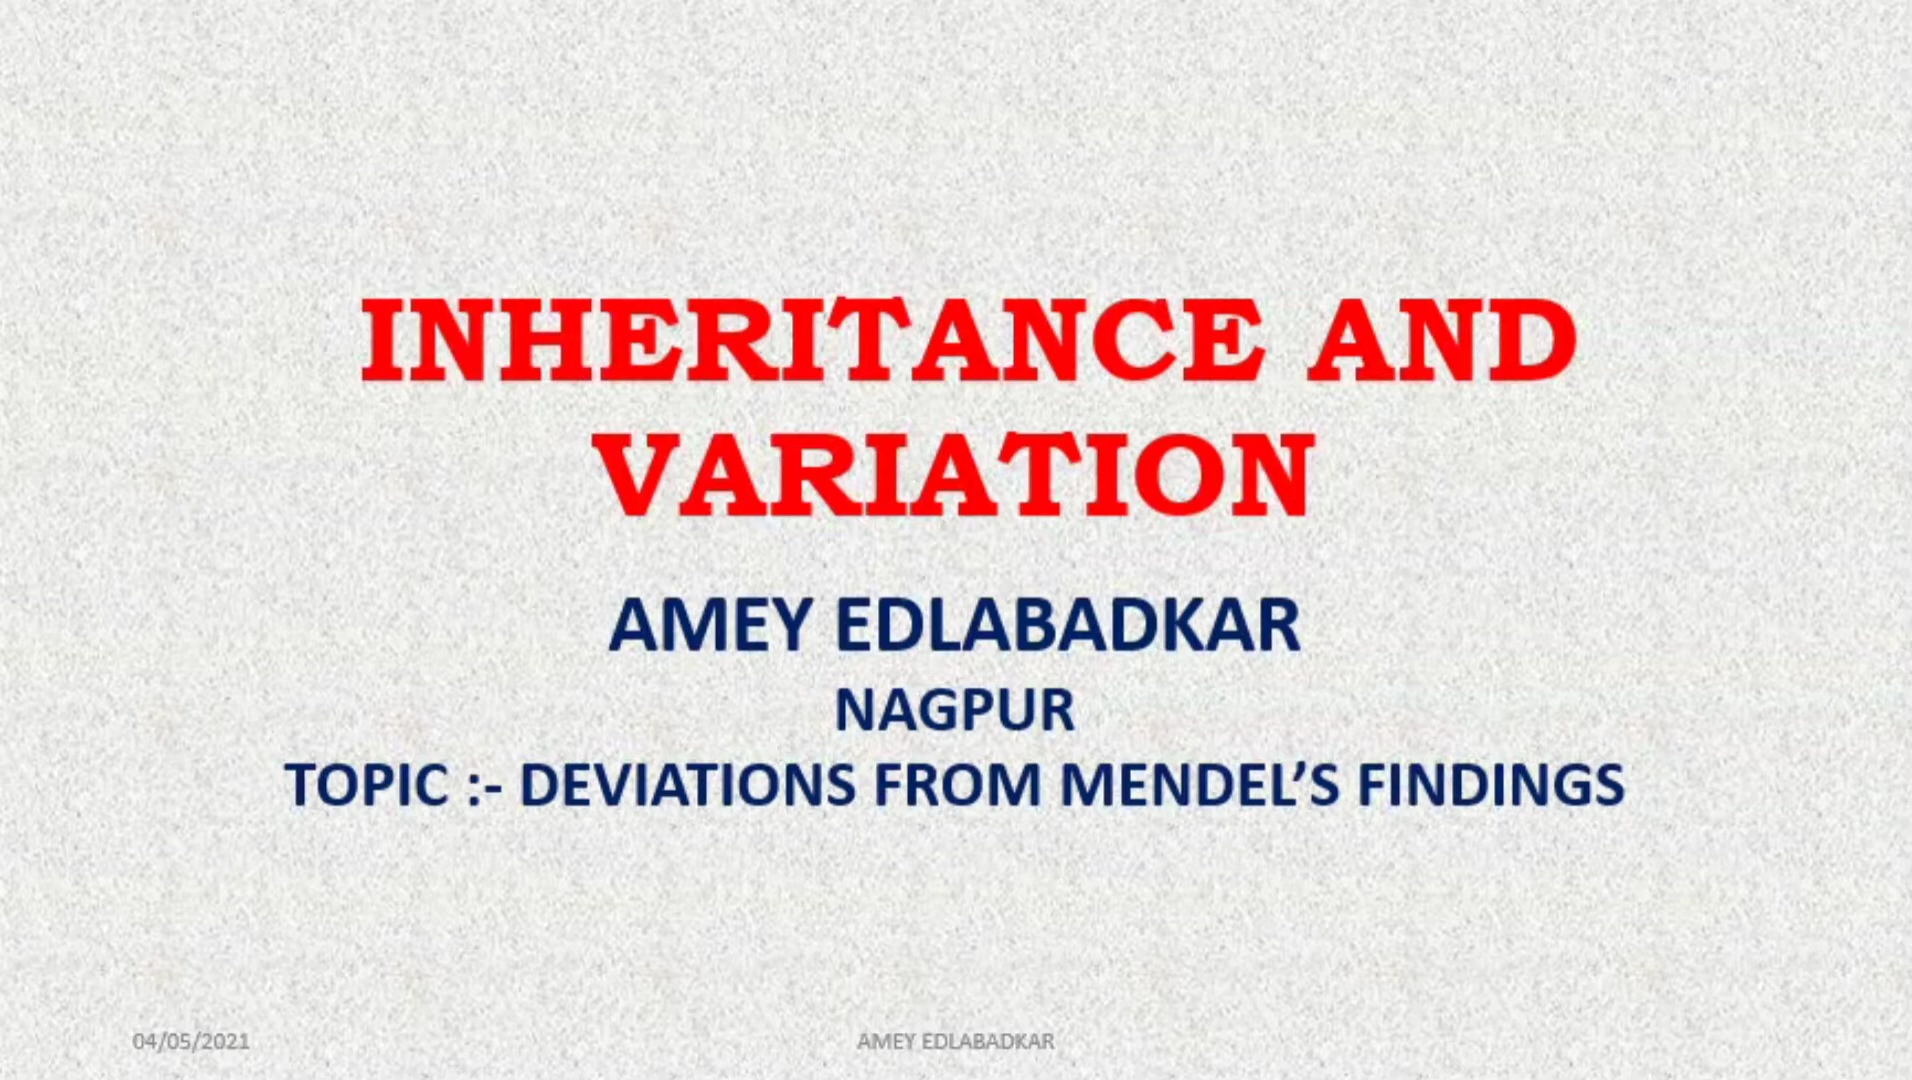 INHERITANCE AND
VARIATION
AMEY EDLABADKAR
NAGPUR
TOPIC :- DEVIATIONS FROM MENDEL’S FINDINGS
04/05/2021
AMEY EDLABADKAR